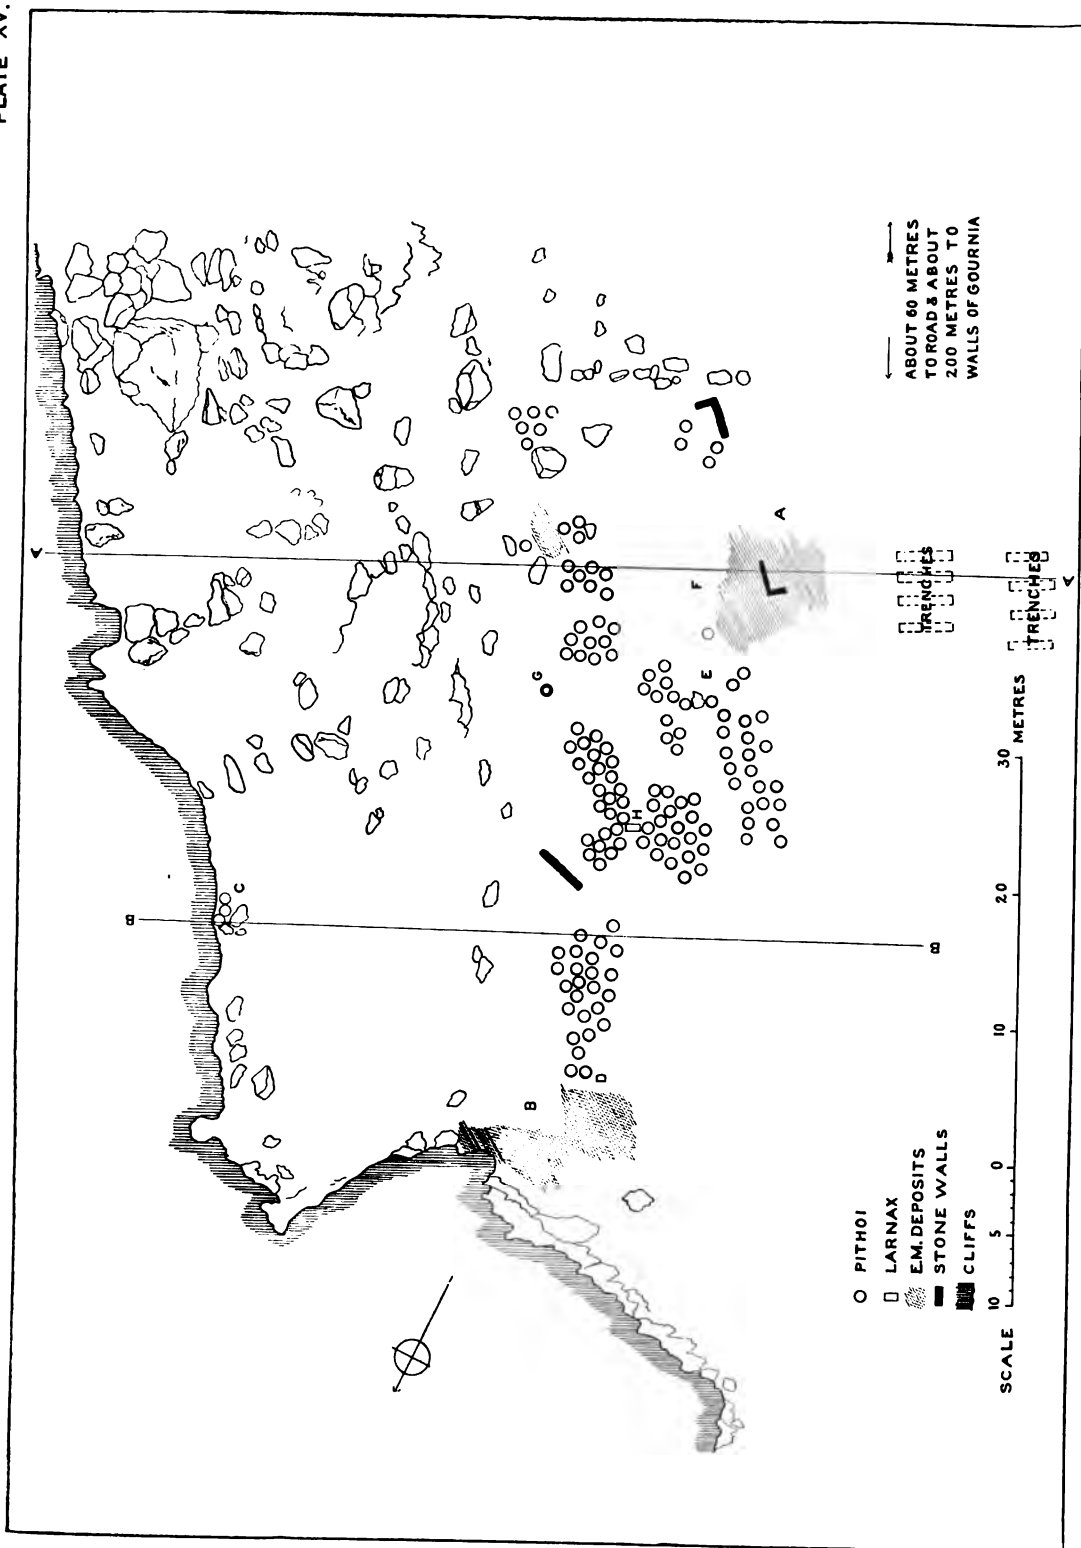 PLATE XV.
A
A
B
B
C
G
F
A
E
H
B
D
TRENCHES
TRENCHES
ABOUT 60 METRES
TO ROAD & ABOUT
200 METRES TO
WALLS OF GOURNIA
PITHOI
LARNAX
E.M. DEPOSITS
STONE WALLS
CLIFFS
SCALE 10 5 0 10 20 30 METRES